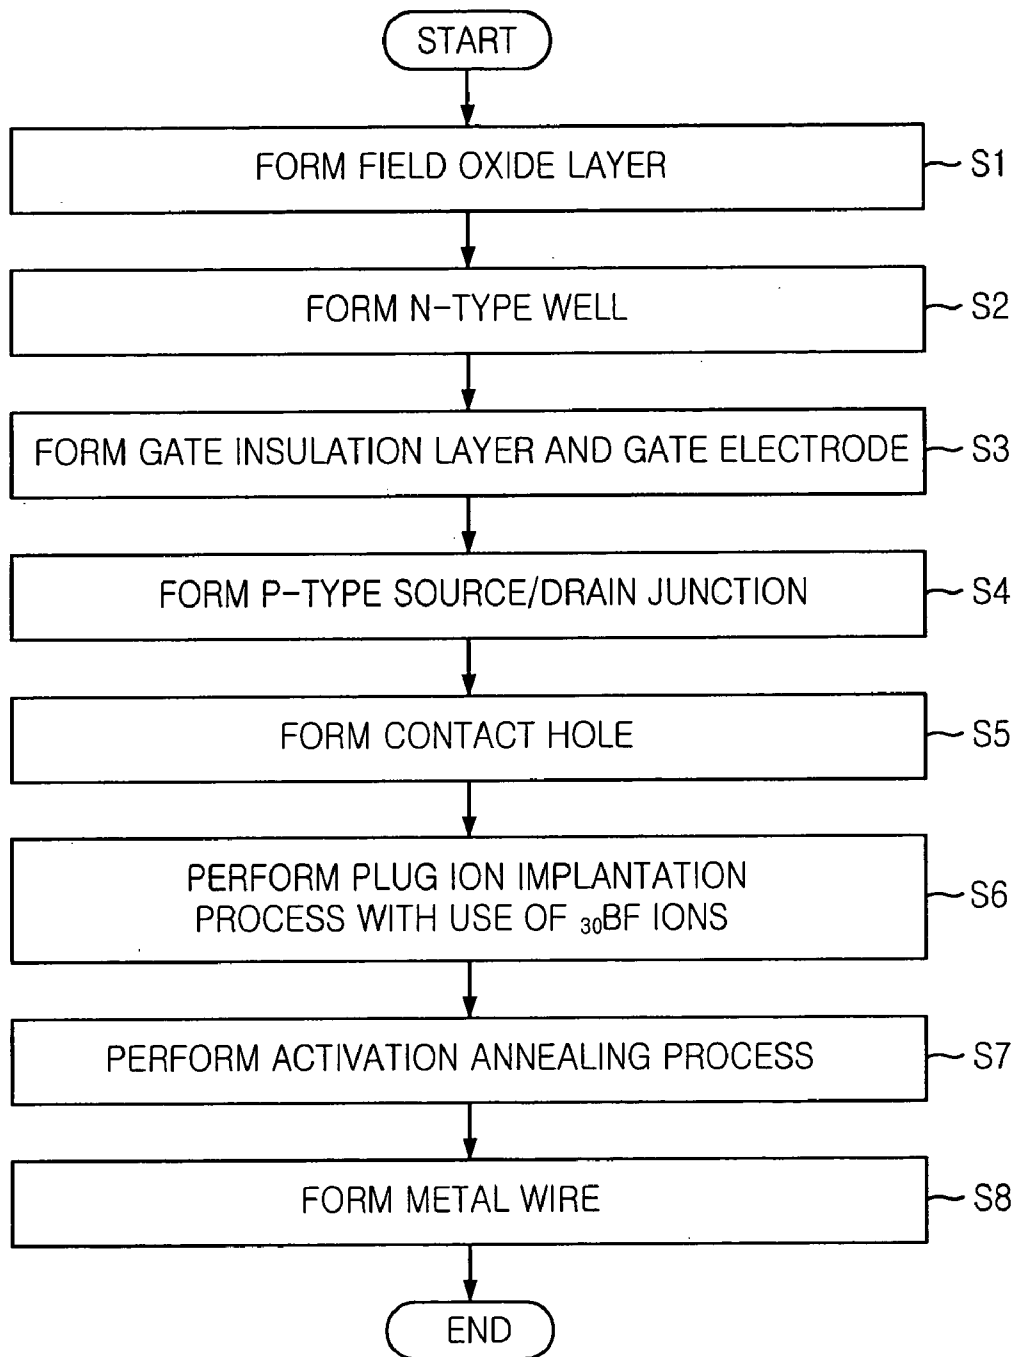 START
FORM FIELD OXIDE LAYER
S1
FORM N-TYPE WELL
S2
FORM GATE INSULATION LAYER AND GATE ELECTRODE
S3
FORM P-TYPE SOURCE/DRAIN JUNCTION
S4
FORM CONTACT HOLE
S5
PERFORM PLUG ION IMPLANTATION
PROCESS WITH USE OF ₃₀BF IONS
S6
PERFORM ACTIVATION ANNEALING PROCESS
S7
FORM METAL WIRE
S8
END